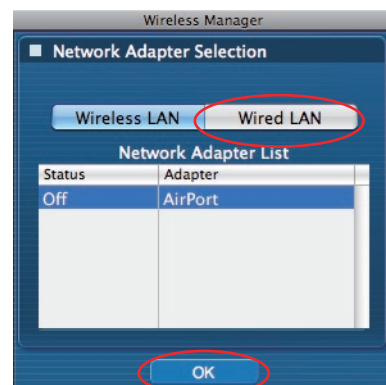 Wireless Manager
Network Adapter Selection
Wireless LAN Wired LAN
Network Adapter List
Status Adapter
Off AirPort
OK